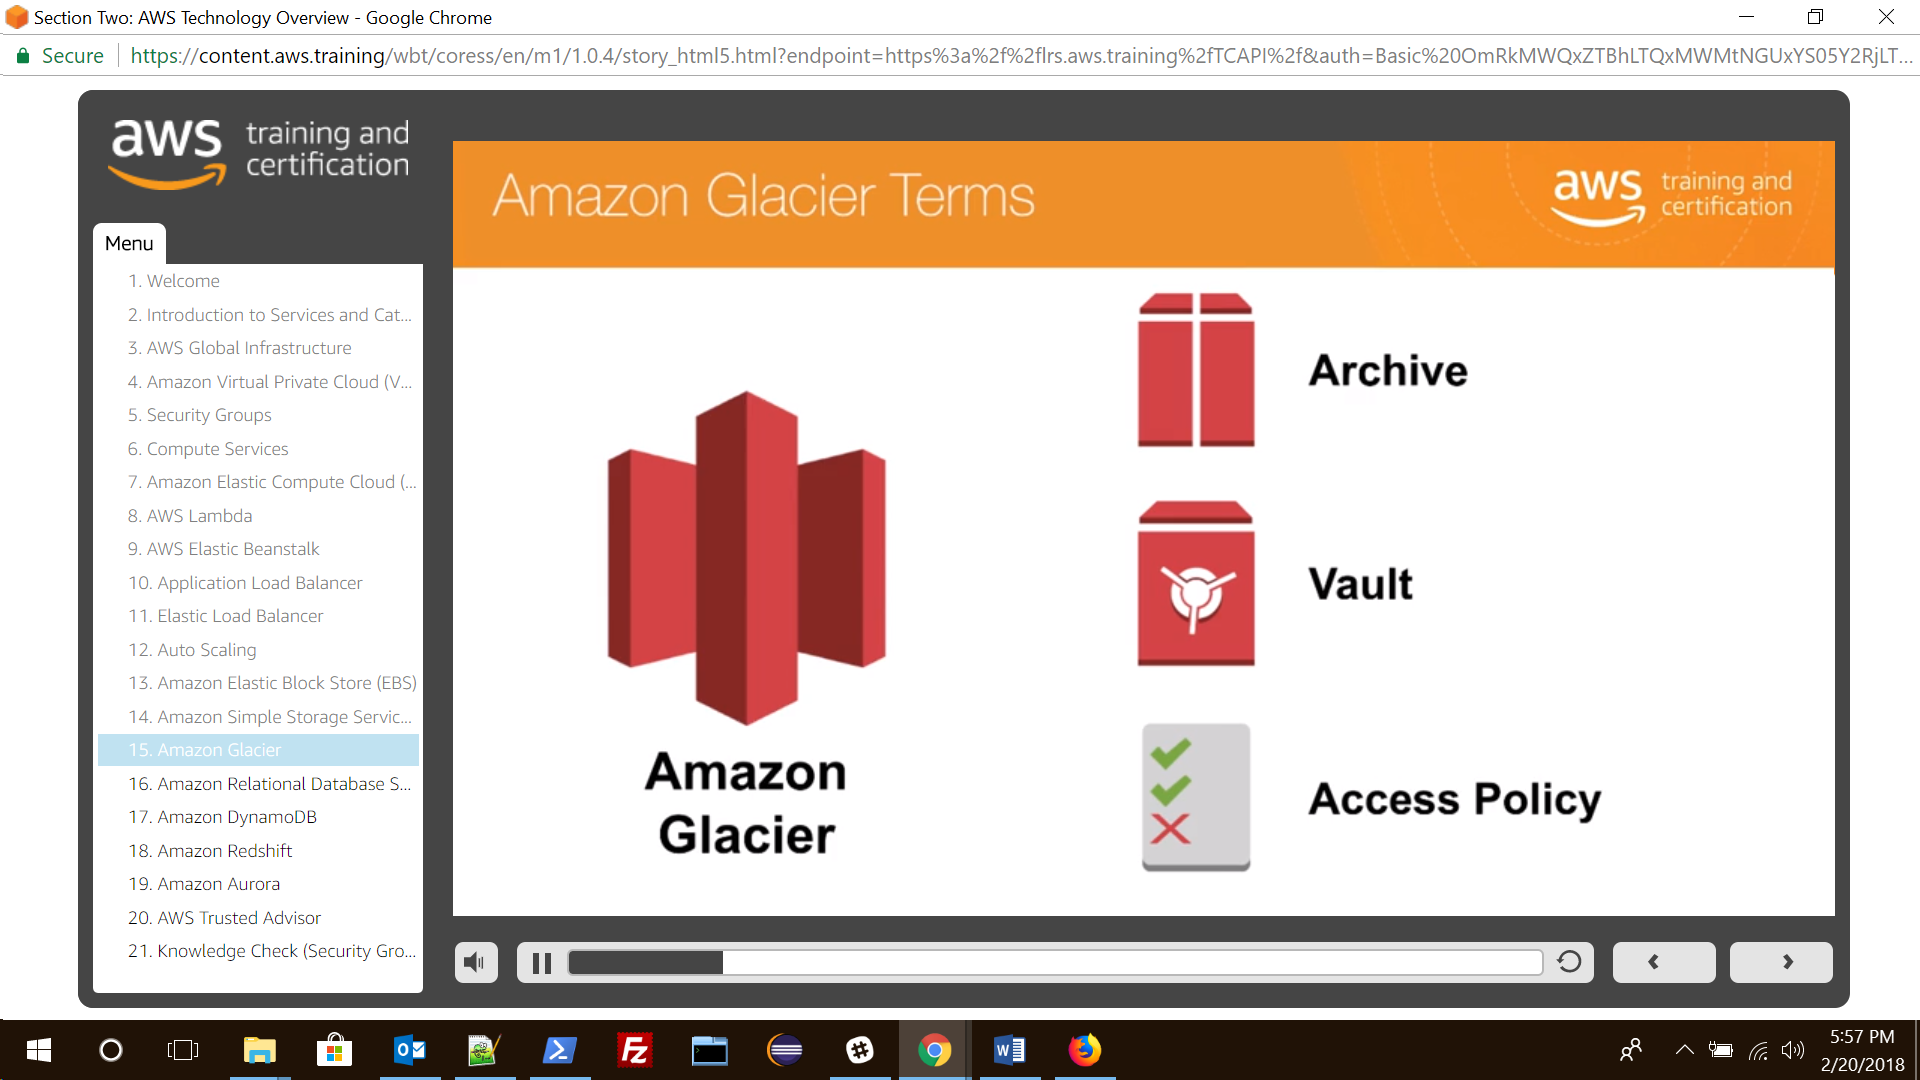 Section Two: AWS Technology Overview - Google Chrome
Secure
https://content.aws.training/wbt/coress/en/m1/1.0.4/story_html5.html?endpoint=https%3a%2f%2flrs.aws.training%2fTCAPI%2f&auth=Basic%20OmRkMWQxZTBhLTQxMWMtNGUxYS05Y2RjLT...
aws training and
certification
Menu
1. Welcome
2. Introduction to Services and Cat...
3. AWS Global Infrastructure
4. Amazon Virtual Private Cloud (V...
5. Security Groups
6. Compute Services
7. Amazon Elastic Compute Cloud (...
8. AWS Lambda
9. AWS Elastic Beanstalk
10. Application Load Balancer
11. Elastic Load Balancer
12. Auto Scaling
13. Amazon Elastic Block Store (EBS)
14. Amazon Simple Storage Servic...
15. Amazon Glacier
16. Amazon Relational Database S...
17. Amazon DynamoDB
18. Amazon Redshift
19. Amazon Aurora
20. AWS Trusted Advisor
21. Knowledge Check (Security Gro...
Amazon Glacier Terms
aws training and
certification
Amazon
Glacier
Archive
Vault
Access Policy
5:57 PM
2/20/2018